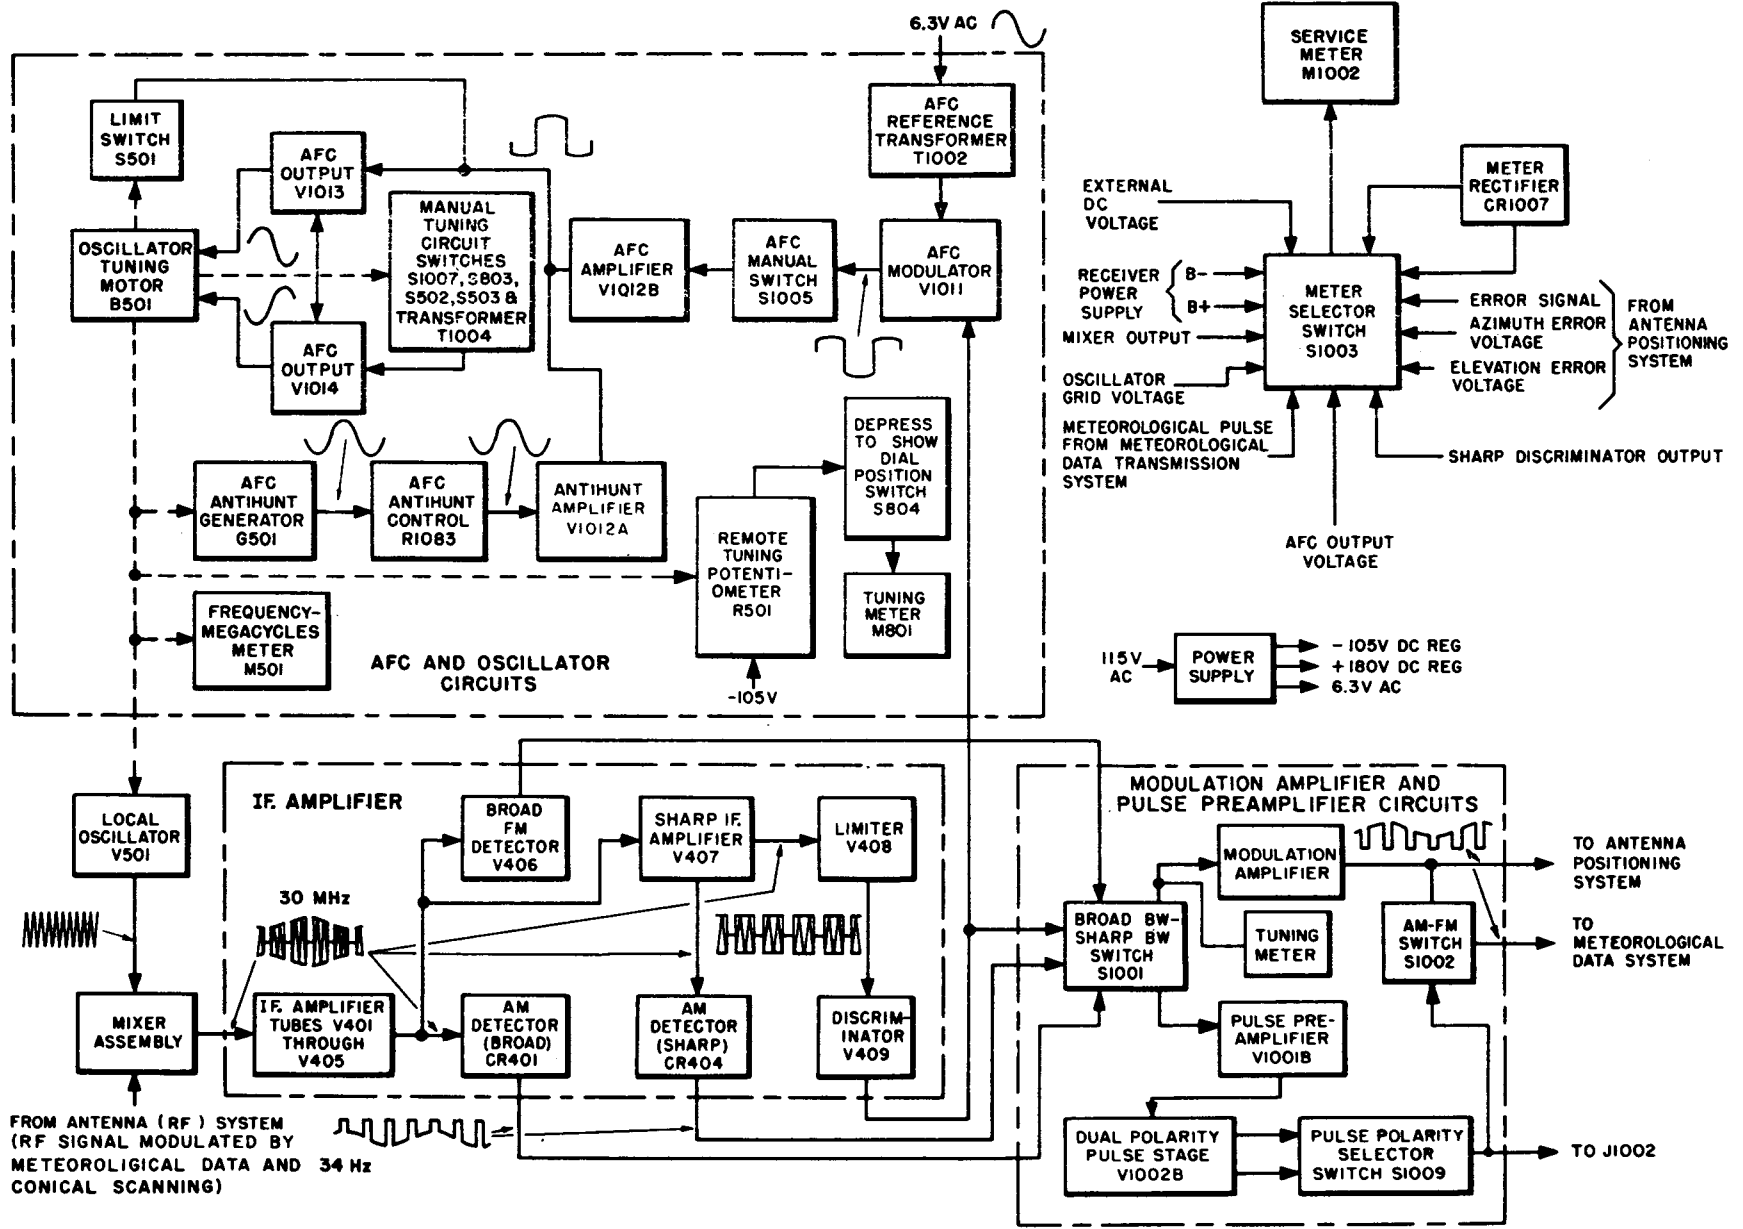 6.3V AC
SERVICE
METER
M1002
LIMIT
SWITCH
S501
AFC
OUTPUT
V1013
AFC
REFERENCE
TRANSFORMER
T1002
METER
RECTIFIER
CR1007
EXTERNAL
DC
VOLTAGE
MANUAL
TUNING
CIRCUIT
SWITCHES
S1007, S803,
S502, S503 &
TRANSFORMER
T1004
OSCILLATOR
TUNING
MOTOR
B501
AFC
AMPLIFIER
V1012B
AFC
MANUAL
SWITCH
S1005
AFC
MODULATOR
V1011
RECEIVER
POWER
SUPPLY
B-
B+
METER
SELECTOR
SWITCH
S1003
ERROR SIGNAL
AZIMUTH ERROR
VOLTAGE
ELEVATION ERROR
VOLTAGE
FROM
ANTENNA
POSITIONING
SYSTEM
MIXER OUTPUT
OSCILLATOR
GRID VOLTAGE
AFC
OUTPUT
V1014
METEOROLOGICAL PULSE
FROM METEOROLOGICAL
DATA TRANSMISSION
SYSTEM
SHARP DISCRIMINATOR OUTPUT
AFC OUTPUT
VOLTAGE
DEPRESS
TO SHOW
DIAL
POSITION
SWITCH
S804
AFC
ANTIHUNT
GENERATOR
G501
AFC
ANTIHUNT
CONTROL
R1083
ANTIHUNT
AMPLIFIER
V1012A
REMOTE
TUNING
POTENTI-
OMETER
R501
TUNING
METER
M801
FREQUENCY-
MEGACYCLES
METER
M501
AFC AND OSCILLATOR
CIRCUITS
-105V
115V
AC
POWER
SUPPLY
-105V DC REG
+180V DC REG
6.3V AC
LOCAL
OSCILLATOR
V501
I.F. AMPLIFIER
BROAD
FM
DETECTOR
V406
SHARP I.F.
AMPLIFIER
V407
LIMITER
V408
MODULATION AMPLIFIER AND
PULSE PREAMPLIFIER CIRCUITS
MODULATION
AMPLIFIER
TO ANTENNA
POSITIONING
SYSTEM
30 MHz
BROAD BW-
SHARP BW
SWITCH
S1001
TUNING
METER
AM-FM
SWITCH
S1002
TO
METEOROLOGICAL
DATA SYSTEM
MIXER
ASSEMBLY
I.F. AMPLIFIER
TUBES V401
THROUGH
V405
AM
DETECTOR
(BROAD)
CR401
AM
DETECTOR
(SHARP)
CR404
DISCRIM-
INATOR
V409
PULSE PRE-
AMPLIFIER
V1001B
FROM ANTENNA (RF) SYSTEM
(RF SIGNAL MODULATED BY
METEOROLIGICAL DATA AND 34 Hz
CONICAL SCANNING)
DUAL POLARITY
PULSE STAGE
V1002B
PULSE POLARITY
SELECTOR
SWITCH S1009
TO J1002